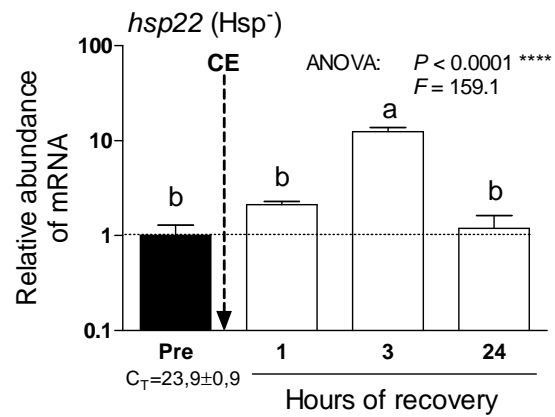 hsp22 (Hsp⁻)
100
10
1
0.1
Relative abundance
of mRNA
CE
ANOVA: P < 0.0001 ****
F = 159.1
b
b
a
b
Pre
1
3
24
C_T=23,9±0,9
Hours of recovery